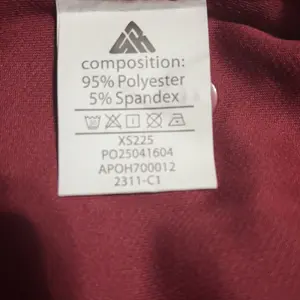 composition:
95% Polyester
5% Spandex
XS225
PO25041604
APOH700012
2311-C1